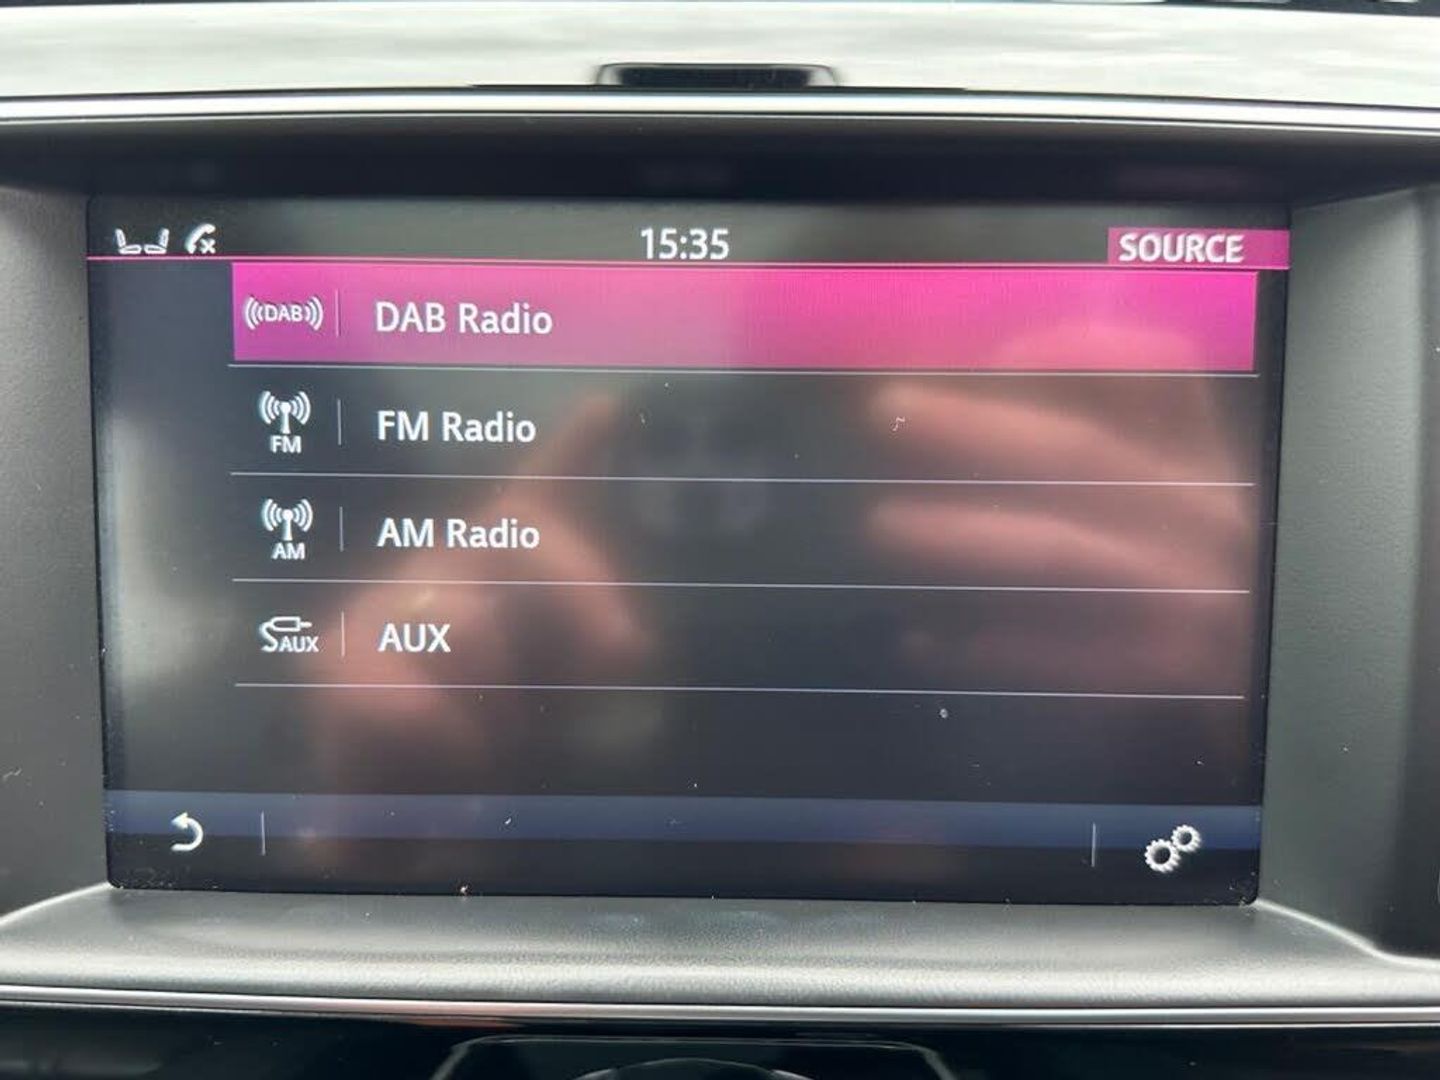 15:35
SOURCE
DAB
DAB Radio
FM
FM Radio
AM
AM Radio
AUX
AUX